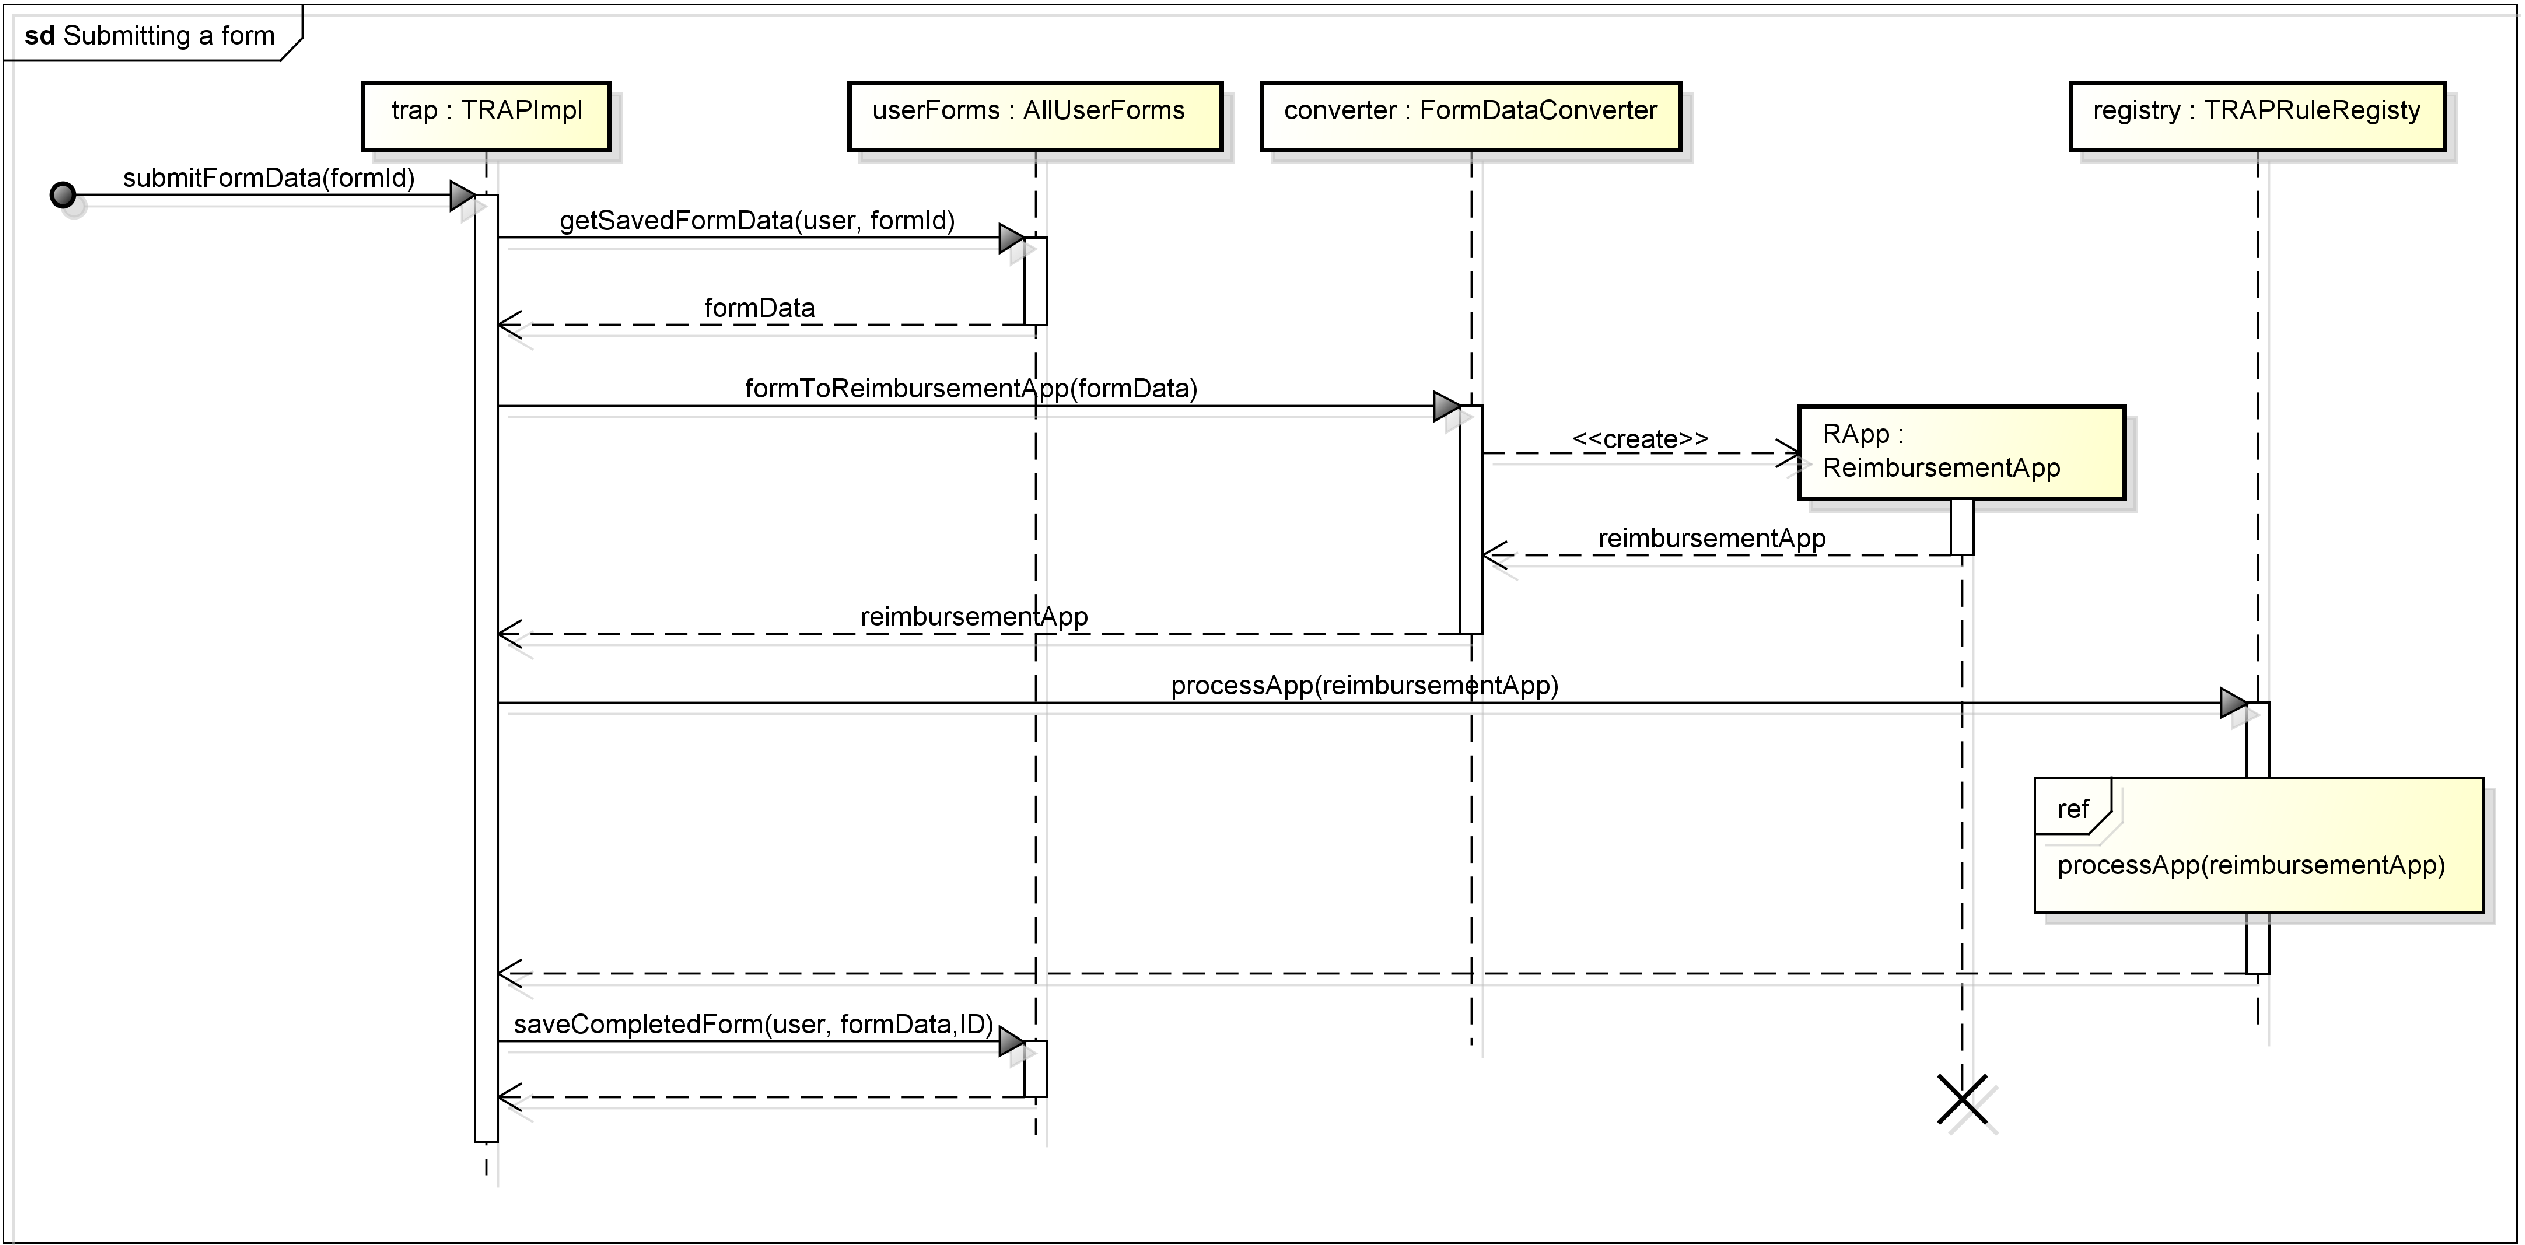 sd Submitting a form
trap : TRAPImpl
userForms : AllUserForms
converter : FormDataConverter
registry : TRAPRuleRegisty
submitFormData(formId)
getSavedFormData(user, formId)
formData
formToReimbursementApp(formData)
RApp :
ReimbursementApp
<<create>>
reimbursementApp
reimbursementApp
processApp(reimbursementApp)
ref
processApp(reimbursementApp)
saveCompletedForm(user, formData,ID)